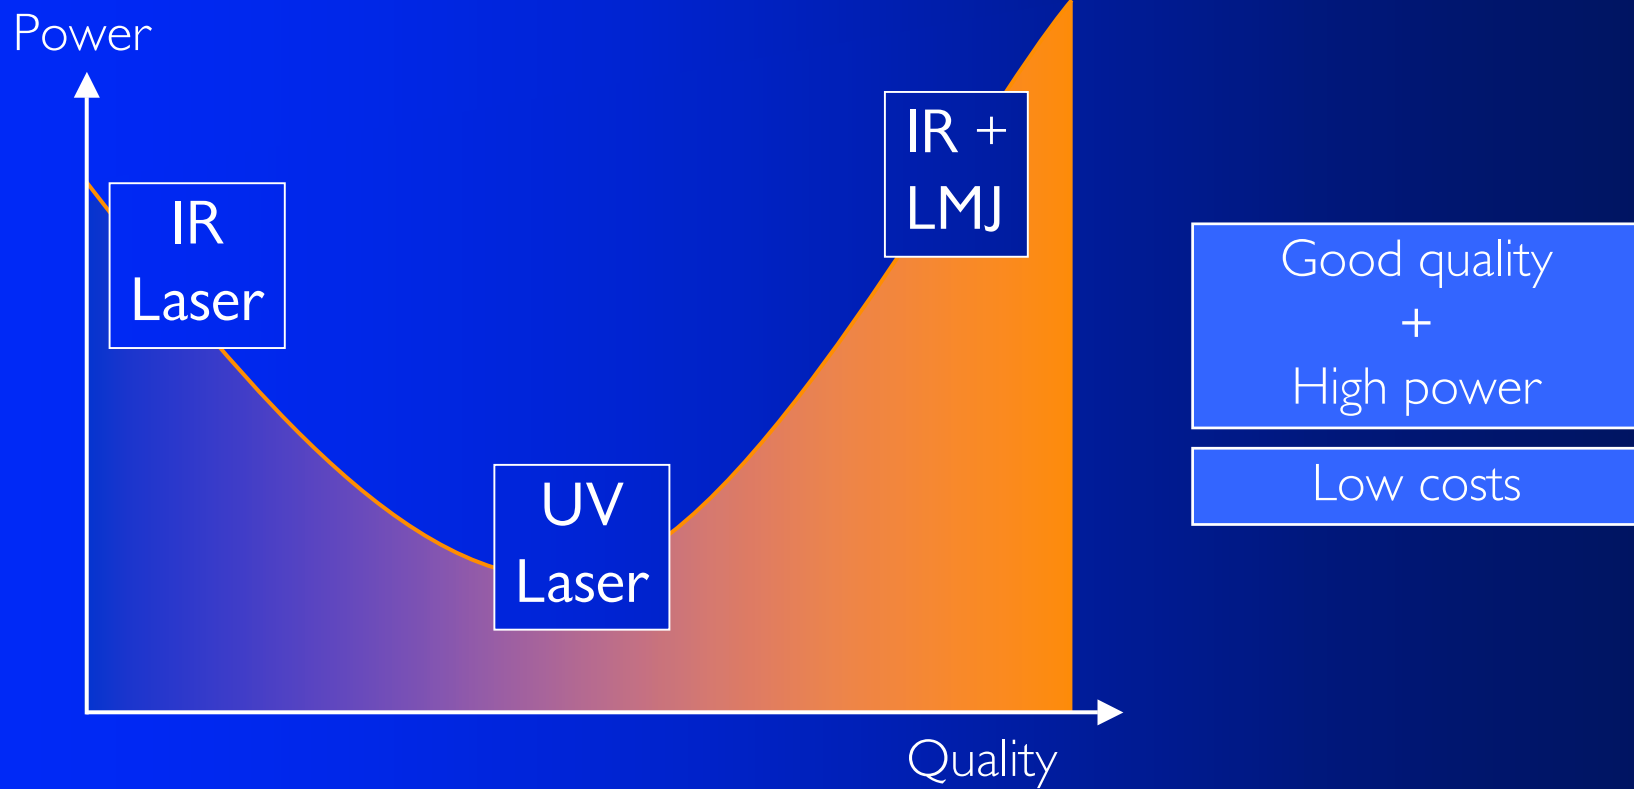 Power
IR
Laser
UV
Laser
IR +
LMJ
Quality
Good quality
+
High power
Low costs